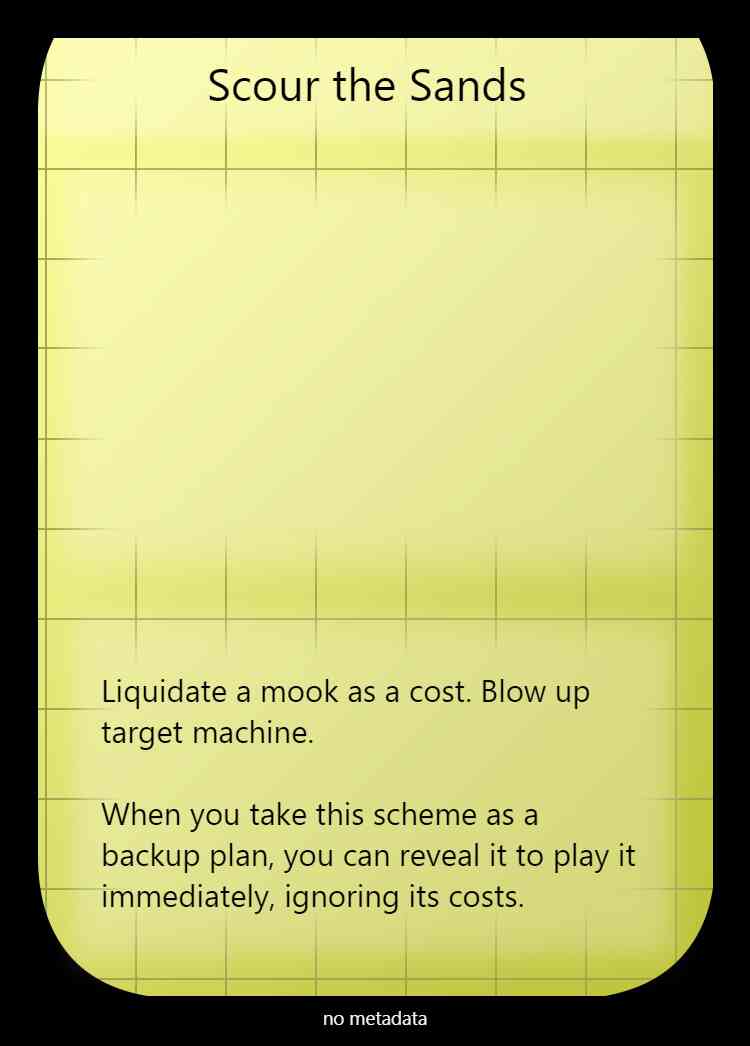 Scour the Sands
Liquidate a mook as a cost. Blow up
target machine.
When you take this scheme as a
backup plan, you can reveal it to play it
immediately, ignoring its costs.
no metadata